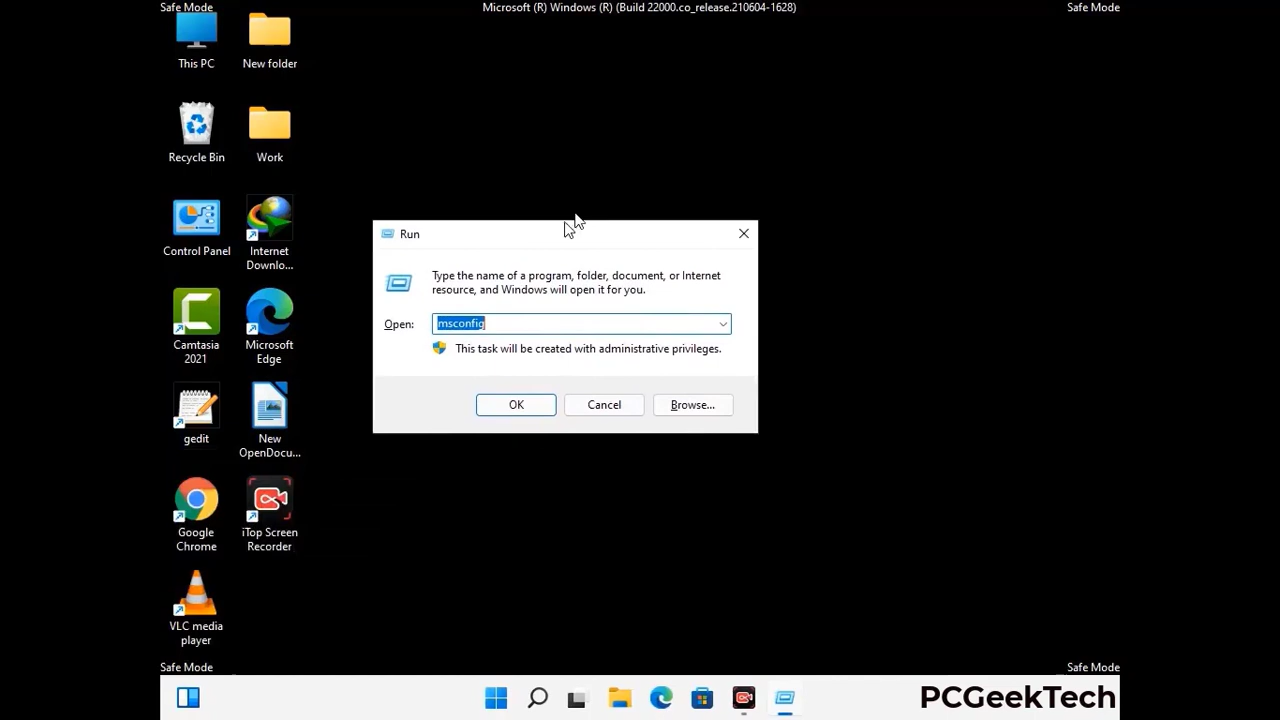 Safe Mode
Microsoft (R) Windows (R) (Build 22000.co_release.210604-1628)
Safe Mode
This PC
New folder
Recycle Bin
Work
Control Panel
Internet
Downlo...
Camtasia
2021
Microsoft
Edge
gedit
New
OpenDocu...
Google
Chrome
iTop Screen
Recorder
VLC media
player
Run
Type the name of a program, folder, document, or Internet
resource, and Windows will open it for you.
Open:
msconfig
This task will be created with administrative privileges.
OK
Cancel
Browse...
Safe Mode
Safe Mode
PCGeekTech